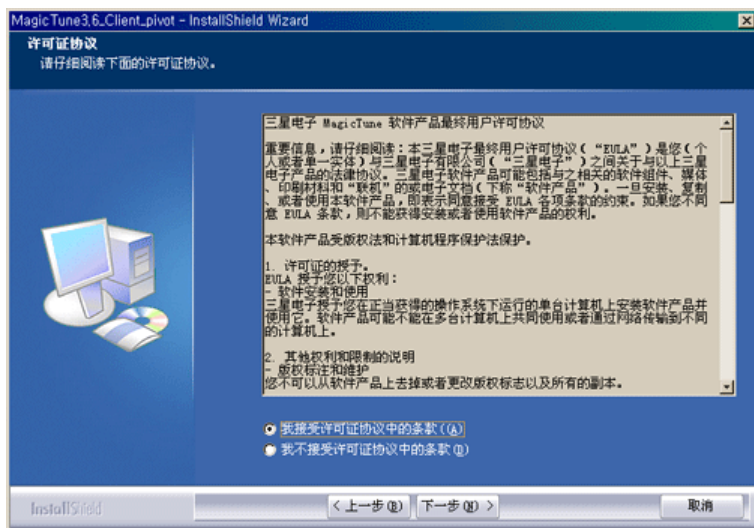 MagicTune3,6_Client_pivot - InstallShield Wizard
许可证协议
请仔细阅读下面的许可证协议。
三星电子 MagicTune 软件产品最终用户许可协议
重要信息，请仔细阅读：本三星电子最终用户许可协议（“EULA”）是您（个
人或者单一实体）与三星电子有限公司（“三星电子”）之间关于与以上三星
电子产品的法律协议。三星电子软件产品可能包括与之相关的软件组件、媒体
、印刷材料和“联机”的或电子文档（下称“软件产品”）。一旦安装、复制
、或者使用本软件产品，即表示同意接受 EULA 各项条款的约束。如果您不同
意 EULA 条款，则不能获得安装或者使用软件产品的权利。
本软件产品受版权法和计算机程序保护法保护。
1. 许可证的授予。
EULA 授予您以下权利：
- 软件安装和使用
三星电子授予您在正当获得的操作系统下运行的单台计算机上安装软件产品并
使用它。软件产品可能不能在多台计算机上共同使用或者通过网络传输到不同
的计算机上。
2. 其他权利和限制的说明
- 版权标注和维护
您不可以从软件产品上去掉或者更改版权标志以及所有的副本。
我接受许可证协议中的条款(A)
我不接受许可证协议中的条款(D)
InstallShield
< 上一步(B) 下一步(N) > 取消